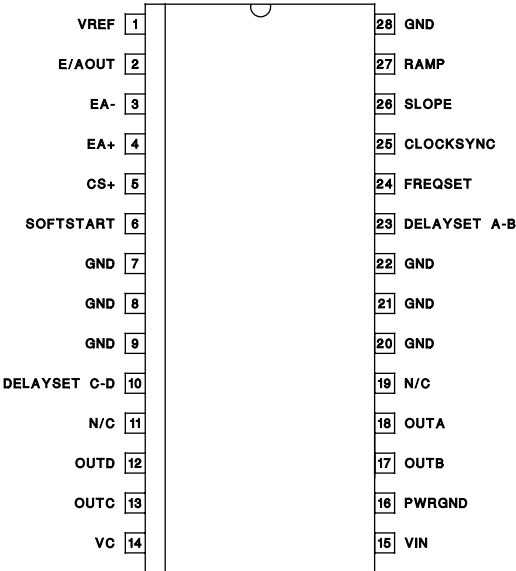 VREF 1 28 GND
E/AOUT 2 27 RAMP
EA- 3 26 SLOPE
EA+ 4 25 CLOCKSYNC
CS+ 5 24 FREQSET
SOFTSTART 6 23 DELAYSET A-B
GND 7 22 GND
GND 8 21 GND
GND 9 20 GND
DELAYSET C-D 10 19 N/C
N/C 11 18 OUTA
OUTD 12 17 OUTB
OUTC 13 16 PWRGND
VC 14 15 VIN